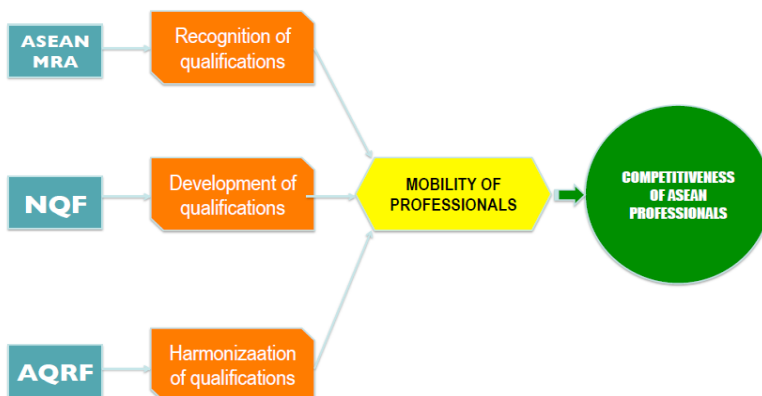 ASEAN
MRA
Recognition of
qualifications
NQF
Development of
qualifications
MOBILITY OF
PROFESSIONALS
COMPETITIVENESS
OF ASEAN
PROFESSIONALS
AQRF
Harmonizaation
of qualifications